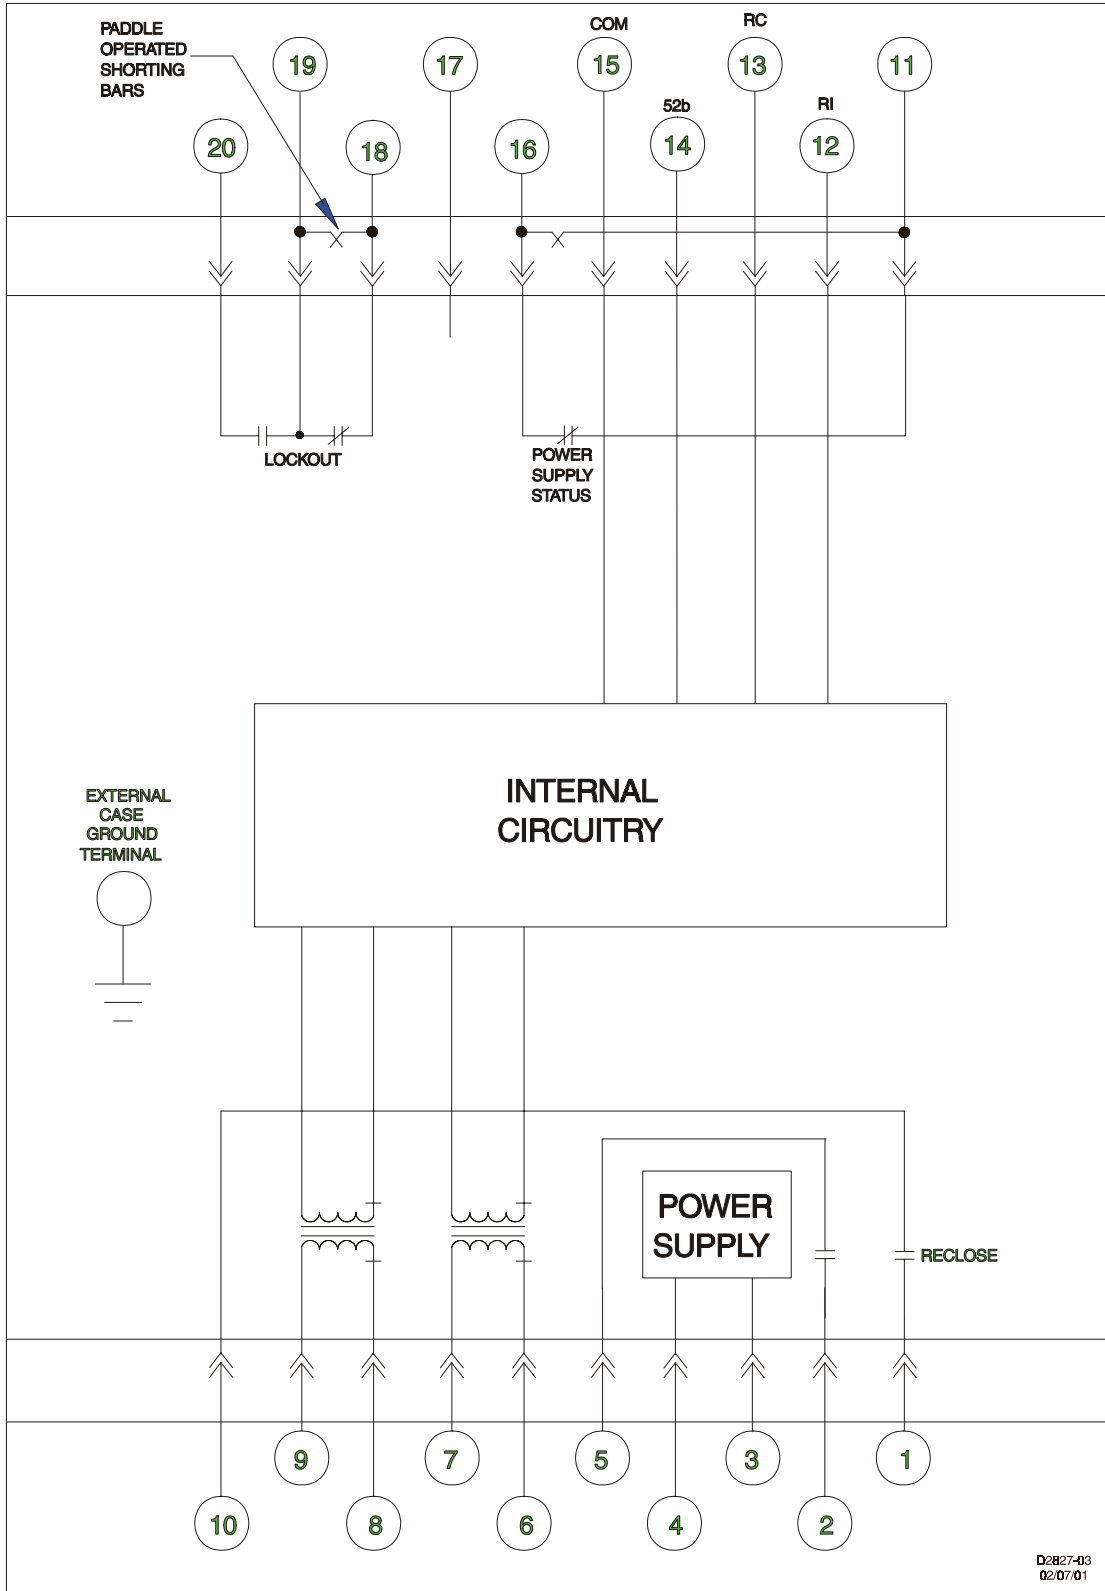 PADDLE
OPERATED
SHORTING
BARS
COM
RC
19
17
15
13
11
52b
RI
20
18
16
14
12
LOCKOUT
POWER
SUPPLY
STATUS
INTERNAL
CIRCUITRY
EXTERNAL
CASE
GROUND
TERMINAL
POWER
SUPPLY
RECLOSE
9
7
5
3
1
10
8
6
4
2
D2827-03
02/07/01